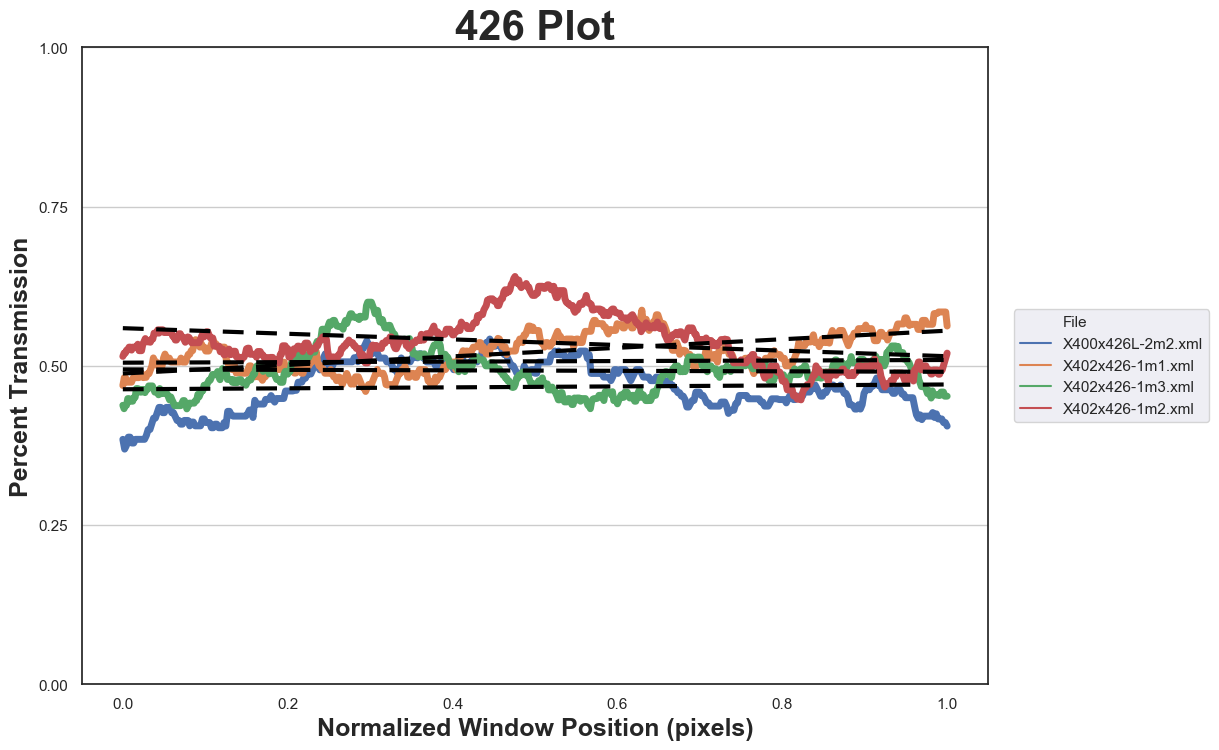 426 Plot
Percent Transmission
1.00
0.75
0.50
0.25
0.00
0.0 0.2 0.4 0.6 0.8 1.0
Normalized Window Position (pixels)
File
X400x426L-2m2.xml
X402x426-1m1.xml
X402x426-1m3.xml
X402x426-1m2.xml